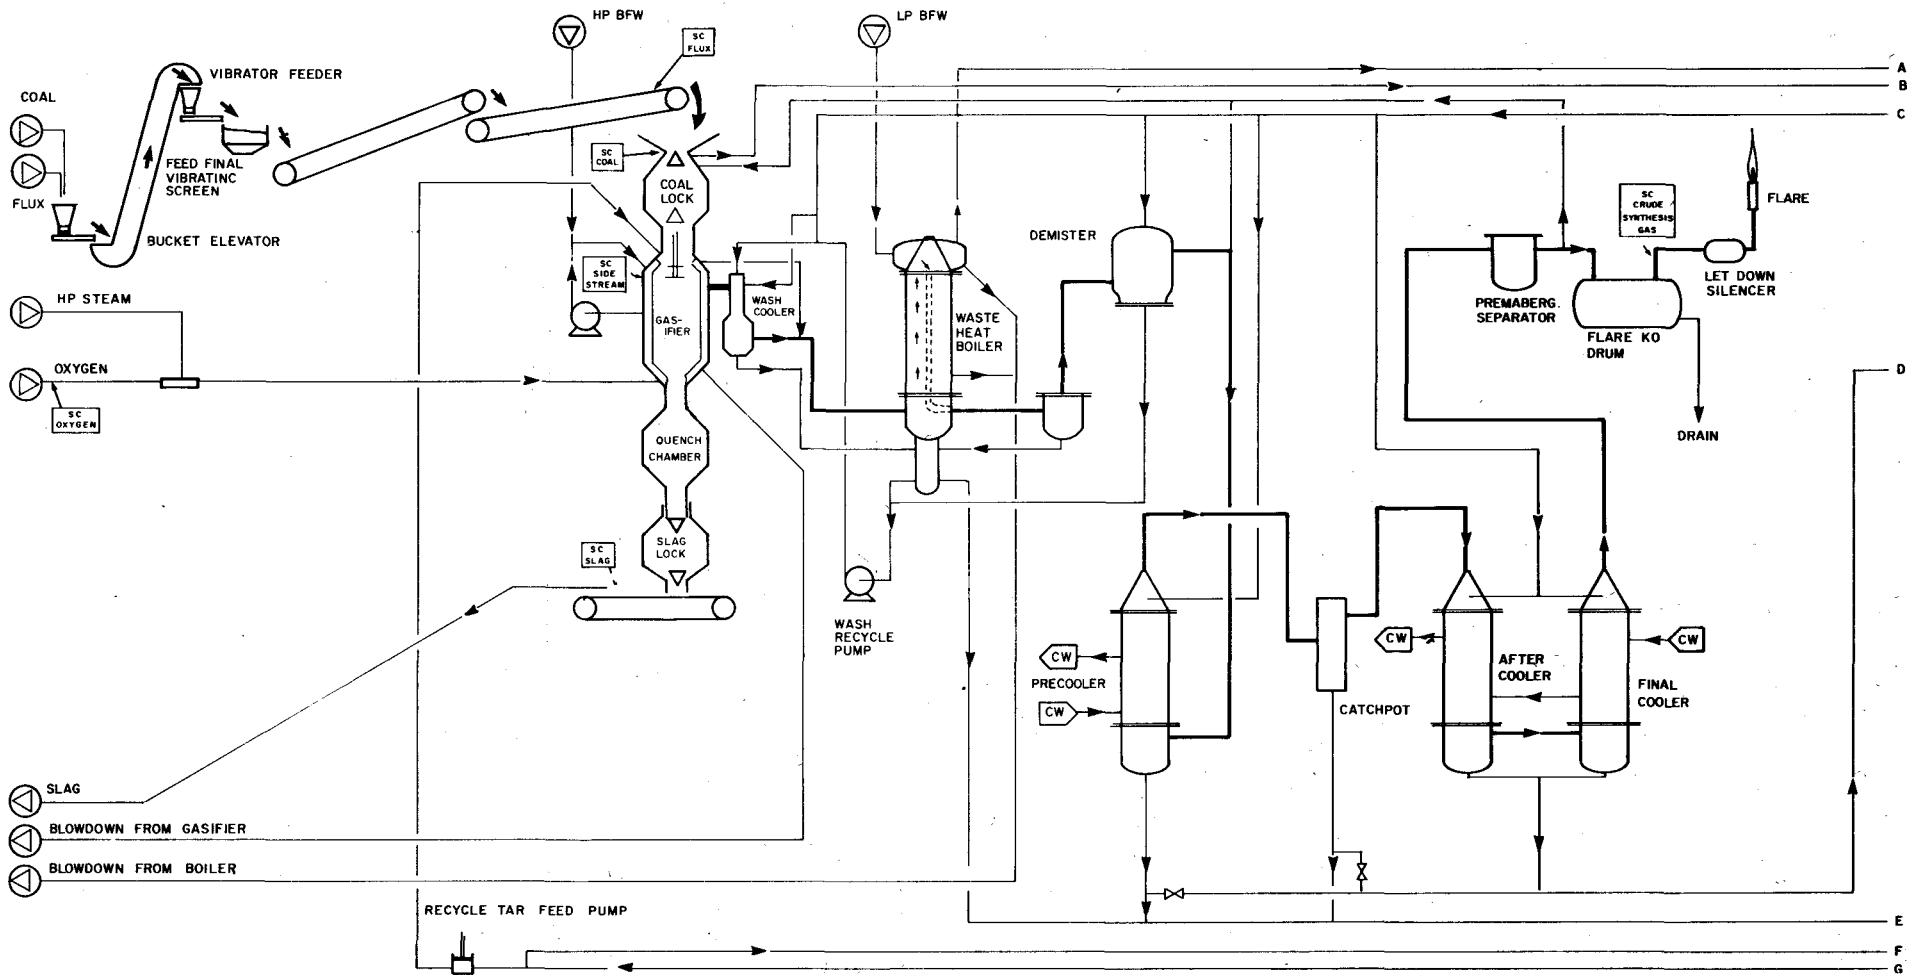 HP BFW
LP BFW
SC
FLUX
VIBRATOR FEEDER
COAL
A
B
C
FEED FINAL
VIBRATING
SCREEN
SC
COAL
COAL
LOCK
FLUX
BUCKET ELEVATOR
SC
CRUDE
SYNTHESIS
GAS
FLARE
DEMISTER
SC
SIDE
STREAM
LET DOWN
SILENCER
HP STEAM
WASH
COOLER
GAS-
IFIER
WASTE
HEAT
BOILER
PREMABERG.
SEPARATOR
FLARE KO
DRUM
OXYGEN
D
SC
OXYGEN
DRAIN
QUENCH
CHAMBER
SLAG
LOCK
SC
SLAG
WASH
RECYCLE
PUMP
CW
CW
CW
PRECOOLER
CW
AFTER
COOLER
FINAL
COOLER
CATCHPOT
SLAG
BLOWDOWN FROM GASIFIER
BLOWDOWN FROM BOILER
RECYCLE TAR FEED PUMP
E
F
G